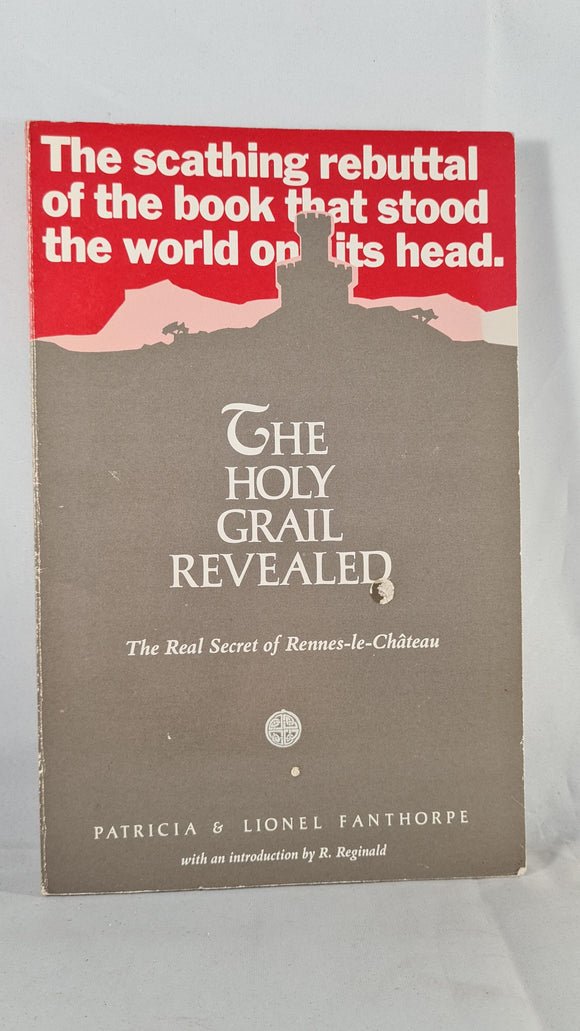 The scathing rebuttal
of the book that stood
the world on its head.
THE
HOLY
GRAIL
REVEALED
The Real Secret of Rennes-le-Château
PATRICIA & LIONEL FANTHORPE
with an introduction by R. Reginald